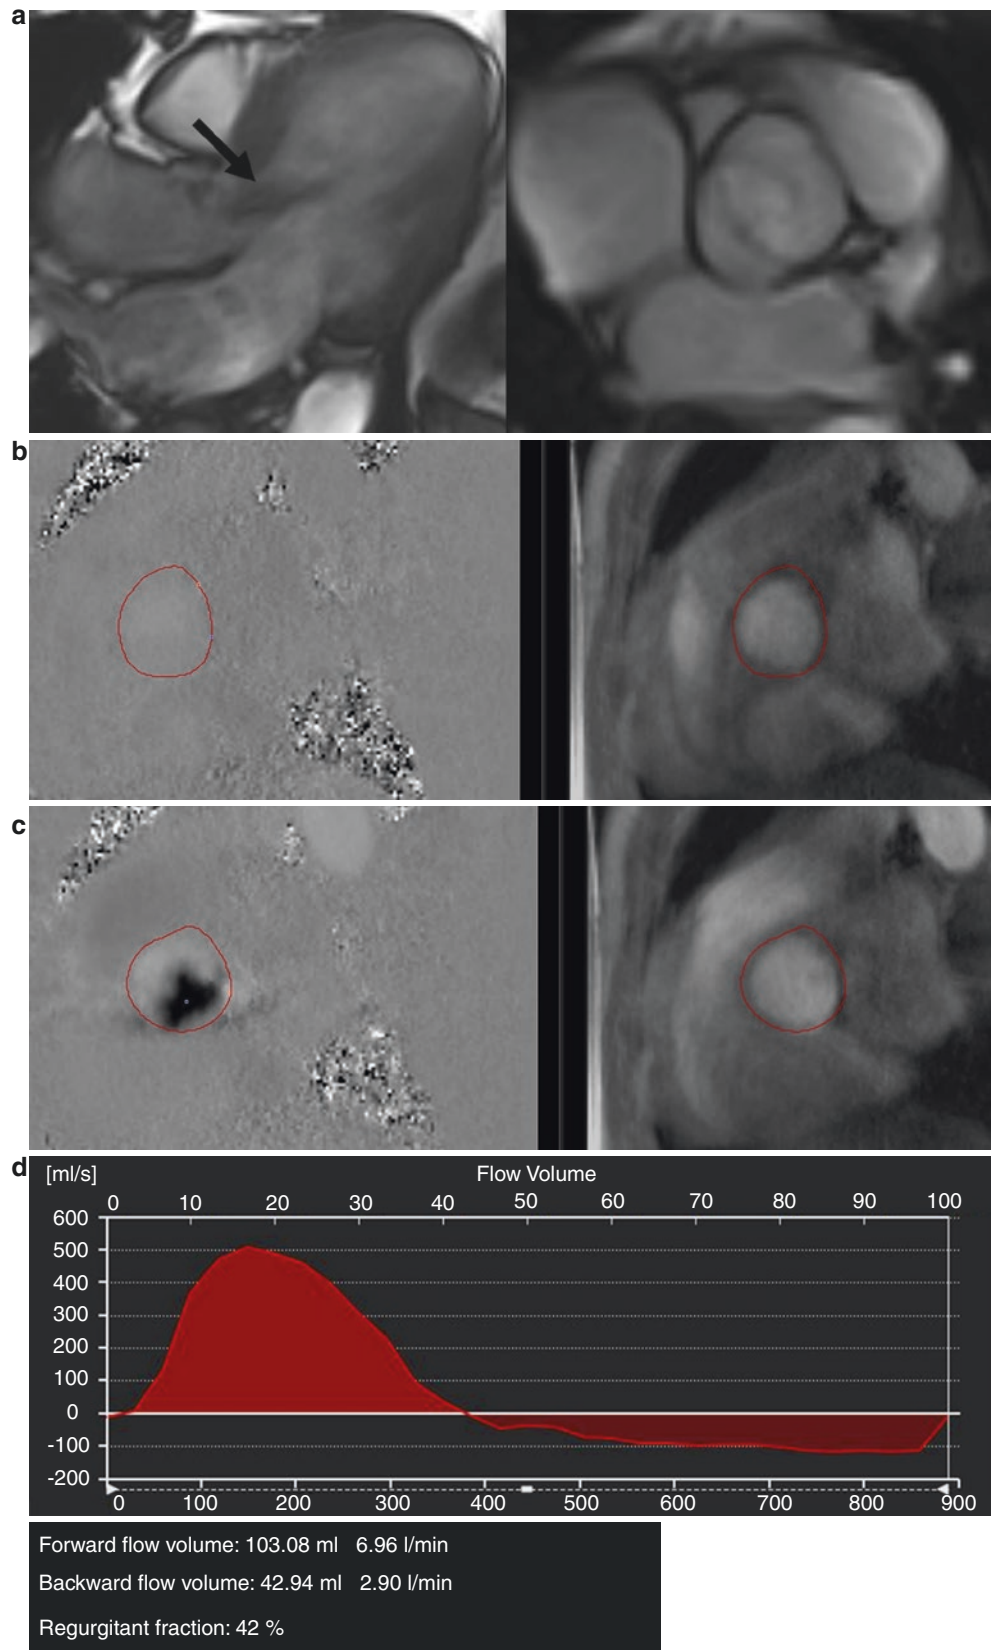 a
b
c
d
[ml/s] Flow Volume
0 10 20 30 40 50 60 70 80 90 100
600
500
400
300
200
100
0
-100
-200
0 100 200 300 400 500 600 700 800 900
Forward flow volume: 103.08 ml 6.96 l/min
Backward flow volume: 42.94 ml 2.90 l/min
Regurgitant fraction: 42 %